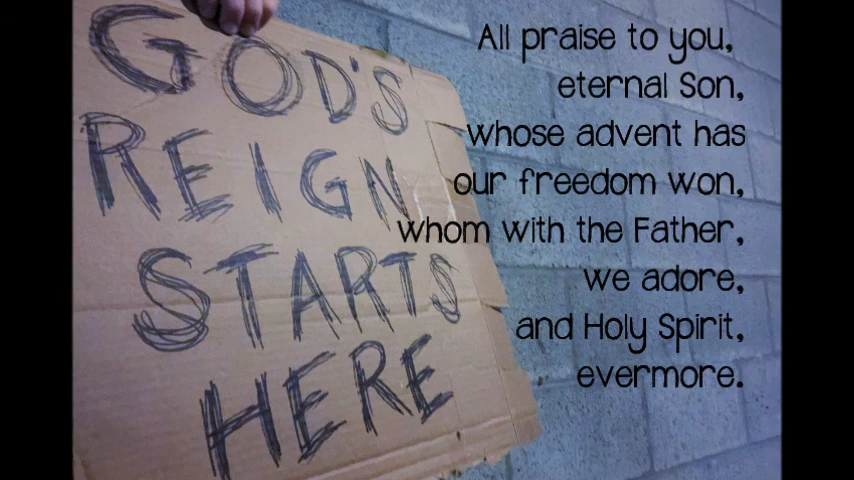 GOD'S
REIGN
STARTS
HERE
All praise to you,
eternal Son,
whose advent has
our freedom won,
whom with the Father,
we adore,
and Holy Spirit,
evermore.